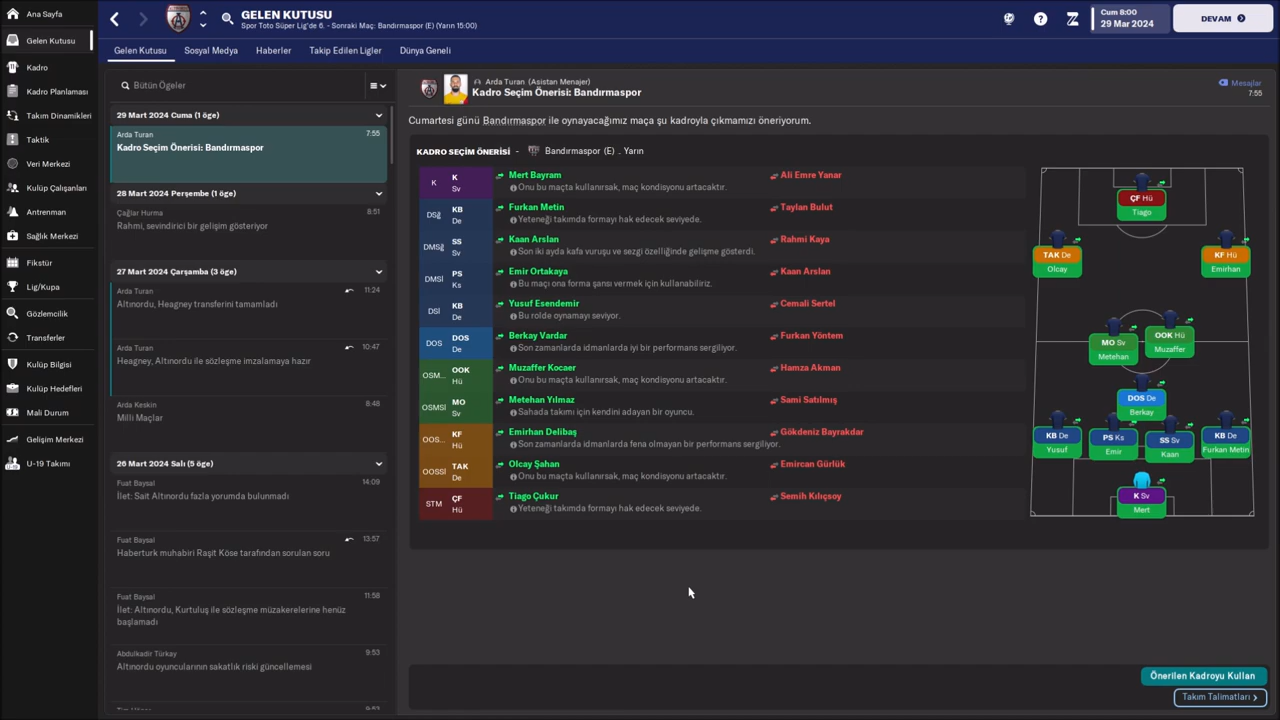 Ana Sayfa
Gelen Kutusu
Kadro
Kadro Planlaması
Takım Dinamikleri
Taktik
Veri Merkezi
Kulüp Çalışanları
Antrenman
Sağlık Merkezi
Fikstür
Lig/Kupa
Gözlemcilik
Transferler
Kulüp Bilgisi
Kulüp Hedefleri
Mali Durum
Gelişim Merkezi
U-19 Takımı
GELEN KUTUSU
Spor Toto Süper Lig'de 6. - Sonraki Maç: Bandırmaspor (E) (Yarın 15:00)
Cum 8:00
29 Mar 2024
DEVAM
Gelen Kutusu Sosyal Medya Haberler Takip Edilen Ligler Dünya Geneli
Bütün Ögeler
29 Mart 2024 Cuma (1 öge)
Arda Turan 7:55
Kadro Seçim Önerisi: Bandırmaspor
28 Mart 2024 Perşembe (1 öge)
Çağlar Hurma 8:51
Rahmi, sevindirici bir gelişim gösteriyor
27 Mart 2024 Çarşamba (3 öge)
Arda Turan 11:24
Altınordu, Heagney transferini tamamladı
Arda Turan 10:47
Heagney, Altınordu ile sözleşme imzalamaya hazır
Arda Keskin 8:48
Milli Maçlar
26 Mart 2024 Salı (5 öge)
Fuat Baysal 14:09
İlet: Sait Altınordu fazla yorumda bulunmadı
Fuat Baysal 13:57
Haberturk muhabiri Raşit Köse tarafından sorulan soru
Fuat Baysal 11:58
İlet: Altınordu, Kurtuluş ile sözleşme müzakerelerine henüz
başlamadı
Abdulkadir Türkay 9:53
Altınordu oyuncularının sakatlık riski güncellemesi
9:53
Arda Turan (Asistan Menajer)
Kadro Seçim Önerisi: Bandırmaspor
Mesajlar
7:55
Cumartesi günü Bandırmaspor ile oynayacağımız maça şu kadroyla çıkmamızı öneriyorum.
KADRO SEÇİM ÖNERİSİ - Bandırmaspor (E) .. Yarın
K K Sv Mert Bayram Ali Emre Yanar
Onu bu maçta kullanırsak, maç kondisyonu artacaktır.
DSğ KB De Furkan Metin Taylan Bulut
Yeteneği takımda formayı hak edecek seviyede.
DMSğ SS Sv Kaan Arslan Rahmi Kaya
Son iki ayda kafa vuruşu ve sezgi özelliğinde gelişme gösterdi.
DMSl PS Ks Emir Ortakaya Kaan Arslan
Bu maçı ona forma şansı vermek için kullanabiliriz.
DSl KB De Yusuf Esendemir Cemali Sertel
Bu rolde oynamayı seviyor.
DOS DOS De Berkay Vardar Furkan Yöntem
Son zamanlarda idmanlarda iyi bir performans sergiliyor.
OSM... OOK Hü Muzaffer Kocaer Hamza Akman
Onu bu maçta kullanırsak, maç kondisyonu artacaktır.
OSMSl MO Sv Metehan Yılmaz Sami Satılmış
Sahada takımı için kendini adayan bir oyuncu.
OOS... KF Hü Emirhan Delibaş Gökdeniz Bayrakdar
Son zamanlarda idmanlarda fena olmayan bir performans sergiliyor.
OOSSl TAK De Olcay Şahan Emircan Gürlük
Onu bu maçta kullanırsak, maç kondisyonu artacaktır.
STM ÇF Hü Tiago Çukur Semih Kılıçsoy
Yeteneği takımda formayı hak edecek seviyede.
ÇF Hü
Tiago
TAK De KF Hü
Olcay Emirhan
MO Sv OOK Hü
Metehan Muzaffer
DOS De
Berkay
KB De PS Ks SS Sv KB De
Yusuf Emir Kaan Furkan Metin
K Sv
Mert
Önerilen Kadroyu Kullan
Takım Talimatları